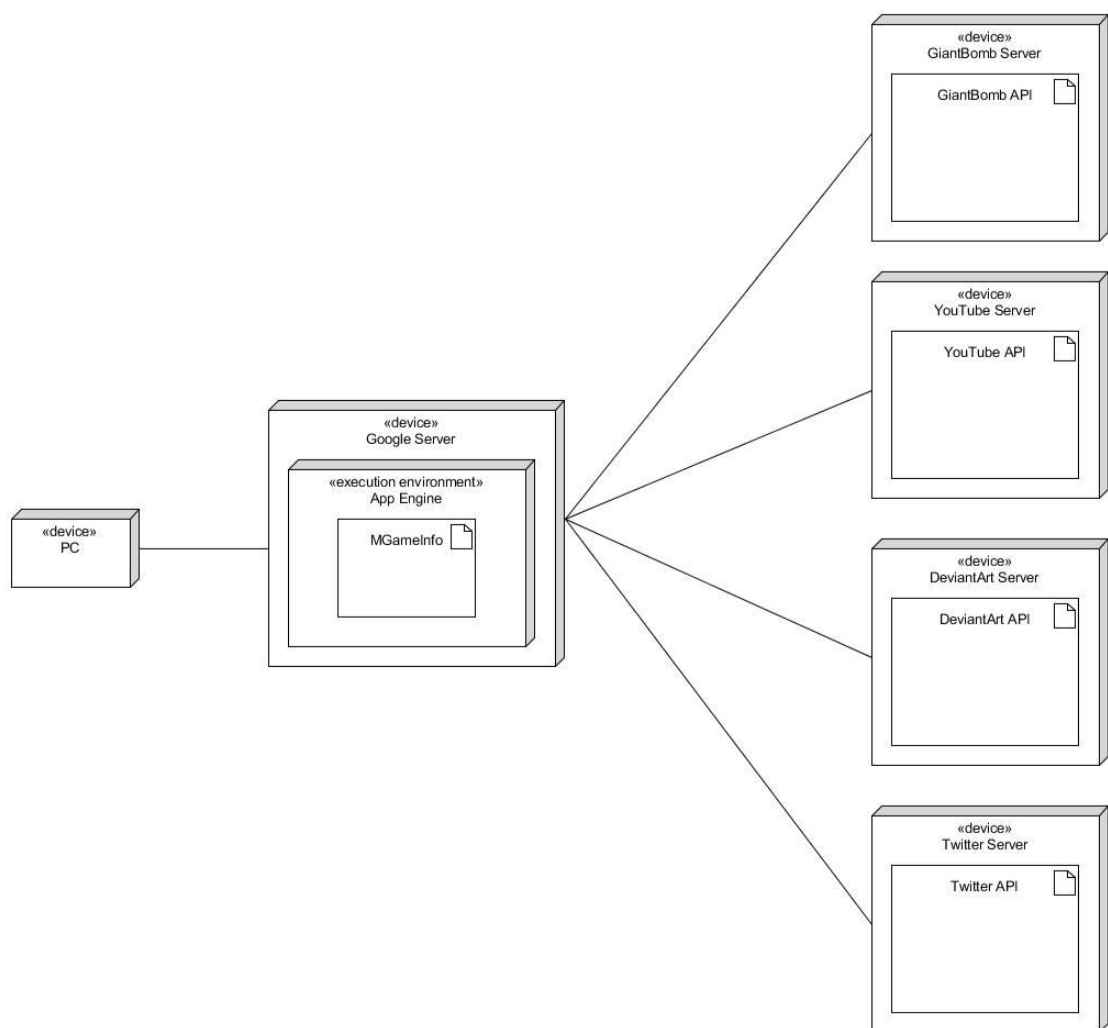 «device»
GiantBomb Server
GiantBomb API
«device»
YouTube Server
YouTube API
«device»
Google Server
«execution environment»
App Engine
MGameInfo
«device»
PC
«device»
DeviantArt Server
DeviantArt API
«device»
Twitter Server
Twitter API